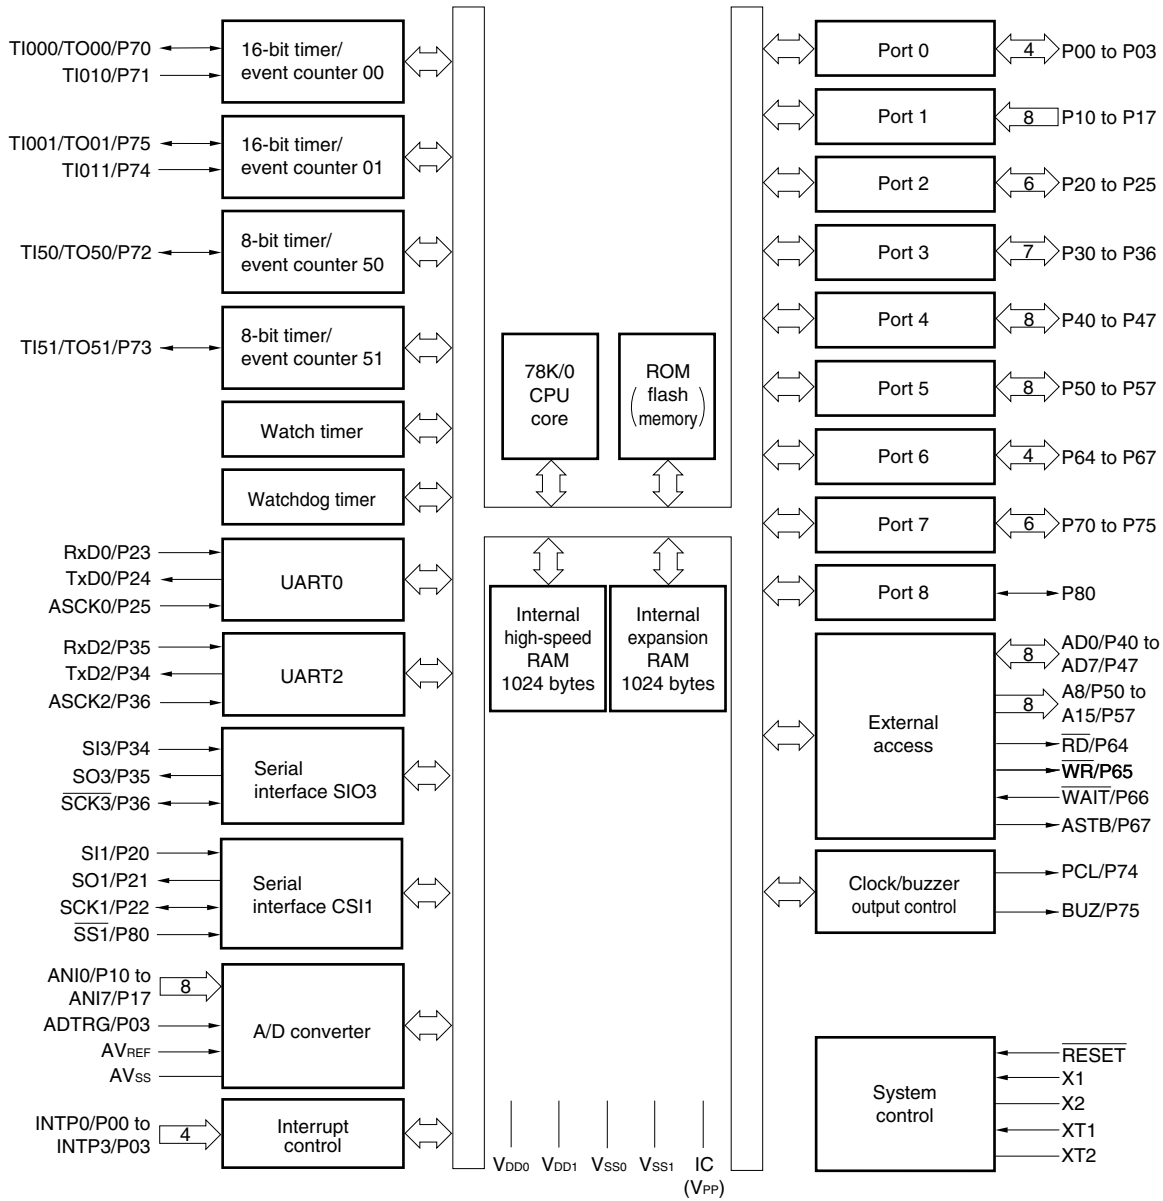 TI000/TO00/P70
TI010/P71
16-bit timer/
event counter 00
TI001/TO01/P75
TI011/P74
16-bit timer/
event counter 01
TI50/TO50/P72
8-bit timer/
event counter 50
TI51/TO51/P73
8-bit timer/
event counter 51
Watch timer
Watchdog timer
RxD0/P23
TxD0/P24
ASCK0/P25
UART0
RxD2/P35
TxD2/P34
ASCK2/P36
UART2
SI3/P34
SO3/P35
SCK3/P36
Serial
interface SIO3
SI1/P20
SO1/P21
SCK1/P22
SS1/P80
Serial
interface CSI1
ANI0/P10 to
ANI7/P17
8
ADTRG/P03
AVREF
AVSS
A/D converter
INTP0/P00 to
INTP3/P03
4
Interrupt
control
78K/0
CPU
core
ROM
(flash
memory)
Internal
high-speed
RAM
1024 bytes
Internal
expansion
RAM
1024 bytes
VDD0
VDD1
VSS0
VSS1
IC
(VPP)
Port 0
4
P00 to P03
Port 1
8
P10 to P17
Port 2
6
P20 to P25
Port 3
7
P30 to P36
Port 4
8
P40 to P47
Port 5
8
P50 to P57
Port 6
4
P64 to P67
Port 7
6
P70 to P75
Port 8
P80
External
access
8
AD0/P40 to
AD7/P47
8
A8/P50 to
A15/P57
RD/P64
WR/P65
WAIT/P66
ASTB/P67
Clock/buzzer
output control
PCL/P74
BUZ/P75
System
control
RESET
X1
X2
XT1
XT2